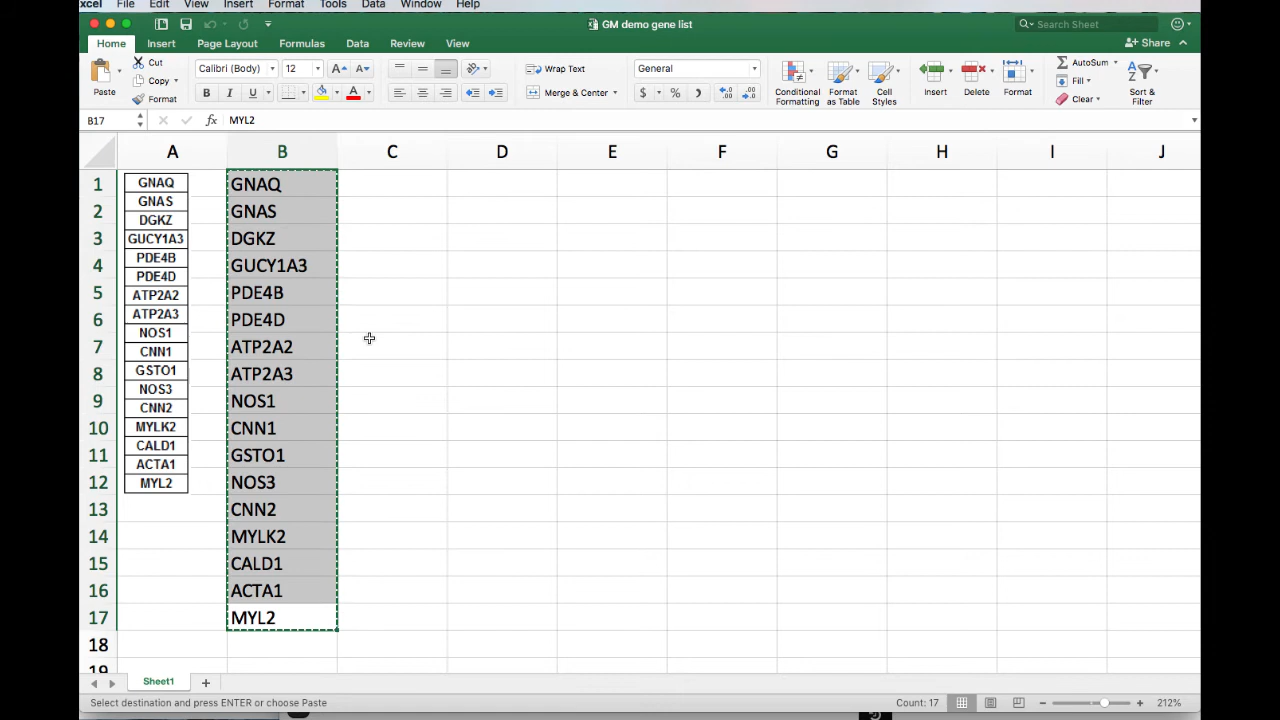 xcel File Edit View Insert Format Tools Data Window Help
GM demo gene list
Search Sheet
Home Insert Page Layout Formulas Data Review View
Share
Paste
Cut
Copy
Format
Calibri (Body) 12 A A
B I U A
Wrap Text
Merge & Center
General
$ % )
Conditional Formatting
Format as Table
Cell Styles
Insert
Delete
Format
AutoSum
Fill
Clear
Sort & Filter
B17 fx MYL2
A B C D E F G H I J
1 GNAQ
2 GNAS
3 DGKZ
4 GUCY1A3
5 PDE4B
6 PDE4D
7 ATP2A2
8 ATP2A3
9 NOS1
10 CNN1
11 GSTO1
12 NOS3
13 CNN2
14 MYLK2
15 CALD1
16 ACTA1
17 MYL2
18
19
GNAQ
GNAS
DGKZ
GUCY1A3
PDE4B
PDE4D
ATP2A2
ATP2A3
NOS1
CNN1
GSTO1
NOS3
CNN2
MYLK2
CALD1
ACTA1
MYL2
Sheet1 +
Select destination and press ENTER or choose Paste
Count: 17
212%